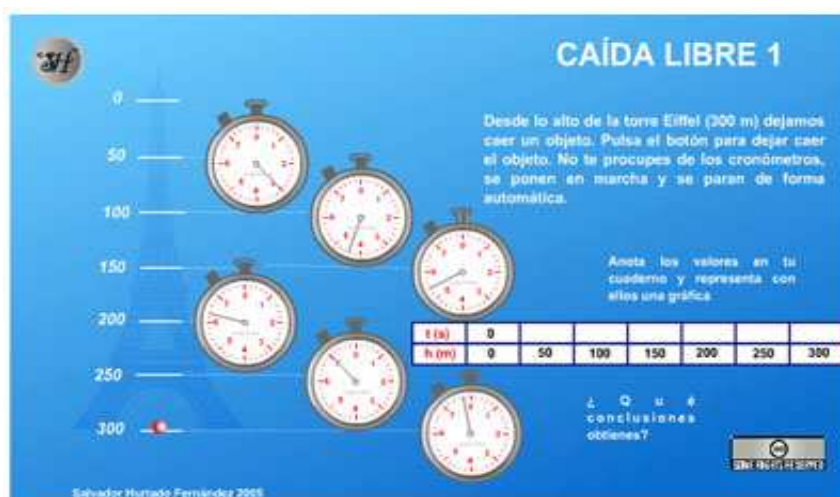 CAÍDA LIBRE 1
Desde lo alto de la torre Eiffel (300 m) dejamos
caer un objeto. Pulsa el botón para dejar caer
el objeto. No te procupes de los cronómetros,
se ponen en marcha y se paran de forma
automática.
0
50
100
150
200
250
300
Anota los valores en tu
cuaderno y representa con
ellos una gráfica
t (s) 0
h (m) 0 50 100 150 200 250 300
¿ Q u é
conclusiones
obtienes?
SOME RIGHTS RESERVED
Salvador Hurtado Fernández 2005